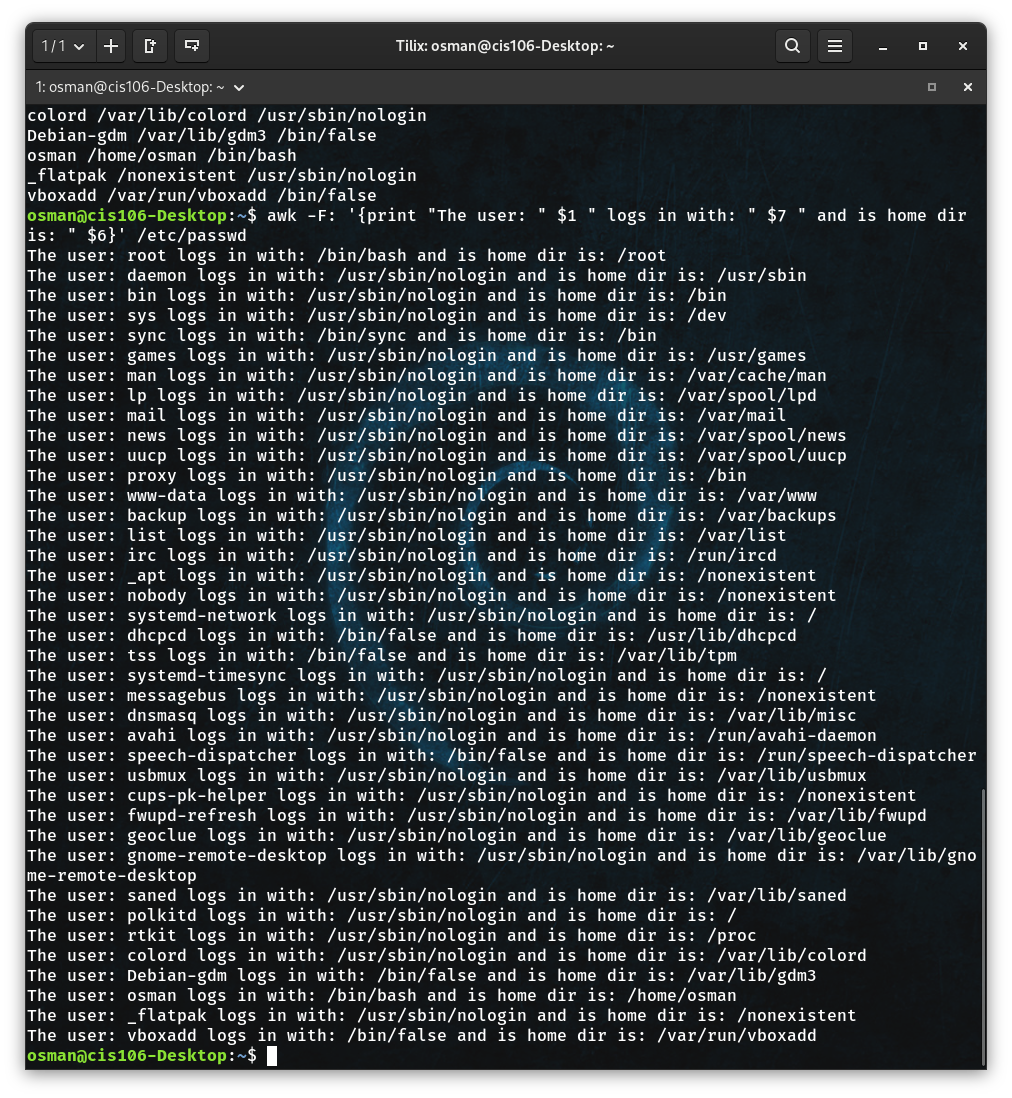 1 / 1
Tilix: osman@cis106-Desktop: ~
1: osman@cis106-Desktop: ~
colord /var/lib/colord /usr/sbin/nologin
Debian-gdm /var/lib/gdm3 /bin/false
osman /home/osman /bin/bash
_flatpak /nonexistent /usr/sbin/nologin
vboxadd /var/run/vboxadd /bin/false
osman@cis106-Desktop:~$ awk -F: '{print "The user: " $1 " logs in with: " $7 " and is home dir
is: " $6}' /etc/passwd
The user: root logs in with: /bin/bash and is home dir is: /root
The user: daemon logs in with: /usr/sbin/nologin and is home dir is: /usr/sbin
The user: bin logs in with: /usr/sbin/nologin and is home dir is: /bin
The user: sys logs in with: /usr/sbin/nologin and is home dir is: /dev
The user: sync logs in with: /bin/sync and is home dir is: /bin
The user: games logs in with: /usr/sbin/nologin and is home dir is: /usr/games
The user: man logs in with: /usr/sbin/nologin and is home dir is: /var/cache/man
The user: lp logs in with: /usr/sbin/nologin and is home dir is: /var/spool/lpd
The user: mail logs in with: /usr/sbin/nologin and is home dir is: /var/mail
The user: news logs in with: /usr/sbin/nologin and is home dir is: /var/spool/news
The user: uucp logs in with: /usr/sbin/nologin and is home dir is: /var/spool/uucp
The user: proxy logs in with: /usr/sbin/nologin and is home dir is: /bin
The user: www-data logs in with: /usr/sbin/nologin and is home dir is: /var/www
The user: backup logs in with: /usr/sbin/nologin and is home dir is: /var/backups
The user: list logs in with: /usr/sbin/nologin and is home dir is: /var/list
The user: irc logs in with: /usr/sbin/nologin and is home dir is: /run/ircd
The user: _apt logs in with: /usr/sbin/nologin and is home dir is: /nonexistent
The user: nobody logs in with: /usr/sbin/nologin and is home dir is: /nonexistent
The user: systemd-network logs in with: /usr/sbin/nologin and is home dir is: /
The user: dhcpcd logs in with: /bin/false and is home dir is: /usr/lib/dhcpcd
The user: tss logs in with: /bin/false and is home dir is: /var/lib/tpm
The user: systemd-timesync logs in with: /usr/sbin/nologin and is home dir is: /
The user: messagebus logs in with: /usr/sbin/nologin and is home dir is: /nonexistent
The user: dnsmasq logs in with: /usr/sbin/nologin and is home dir is: /var/lib/misc
The user: avahi logs in with: /usr/sbin/nologin and is home dir is: /run/avahi-daemon
The user: speech-dispatcher logs in with: /bin/false and is home dir is: /run/speech-dispatcher
The user: usbmux logs in with: /usr/sbin/nologin and is home dir is: /var/lib/usbmux
The user: cups-pk-helper logs in with: /usr/sbin/nologin and is home dir is: /nonexistent
The user: fwupd-refresh logs in with: /usr/sbin/nologin and is home dir is: /var/lib/fwupd
The user: geoclue logs in with: /usr/sbin/nologin and is home dir is: /var/lib/geoclue
The user: gnome-remote-desktop logs in with: /usr/sbin/nologin and is home dir is: /var/lib/gno
me-remote-desktop
The user: saned logs in with: /usr/sbin/nologin and is home dir is: /var/lib/saned
The user: polkitd logs in with: /usr/sbin/nologin and is home dir is: /
The user: rtkit logs in with: /usr/sbin/nologin and is home dir is: /proc
The user: colord logs in with: /usr/sbin/nologin and is home dir is: /var/lib/colord
The user: Debian-gdm logs in with: /bin/false and is home dir is: /var/lib/gdm3
The user: osman logs in with: /bin/bash and is home dir is: /home/osman
The user: _flatpak logs in with: /usr/sbin/nologin and is home dir is: /nonexistent
The user: vboxadd logs in with: /bin/false and is home dir is: /var/run/vboxadd
osman@cis106-Desktop:~$